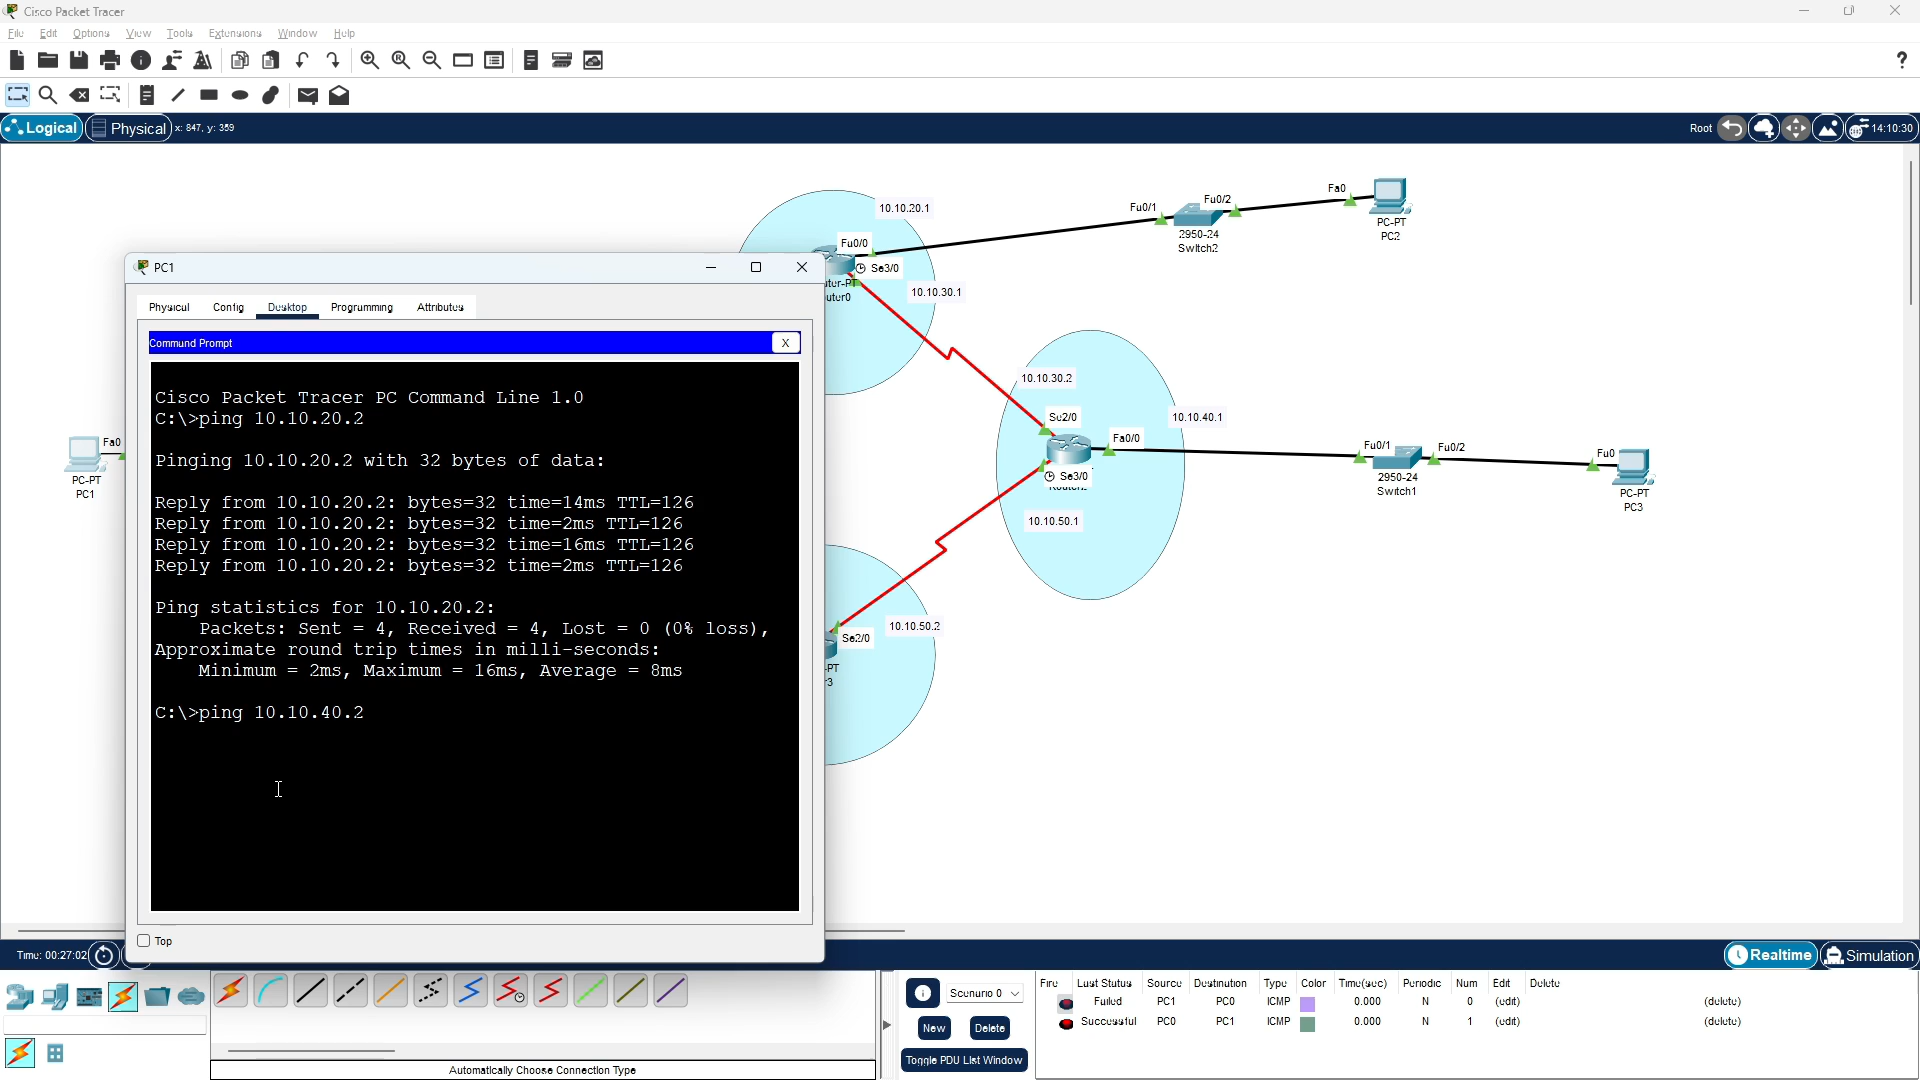 Cisco Packet Tracer
File Edit Options View Tools Extensions Window Help
Logical Physical x: 847, y: 359
Root 14:10:30
10.10.20.1
Fa0/0
Se3/0
uter-PT
uter0
10.10.30.1
Fa0/1
Fa0/2
2950-24
Switch2
Fa0
PC-PT
PC2
10.10.30.2
Se2/0
10.10.40.1
Fa0/0
Se3/0
10.10.50.1
Fa0/1
Fa0/2
2950-24
Switch1
Fa0
PC-PT
PC3
Fa0
PC-PT
PC1
10.10.50.2
Se2/0
-PT
r3
PC1
Physical Config Desktop Programming Attributes
Command Prompt X
Cisco Packet Tracer PC Command Line 1.0
C:\>ping 10.10.20.2
Pinging 10.10.20.2 with 32 bytes of data:
Reply from 10.10.20.2: bytes=32 time=14ms TTL=126
Reply from 10.10.20.2: bytes=32 time=2ms TTL=126
Reply from 10.10.20.2: bytes=32 time=16ms TTL=126
Reply from 10.10.20.2: bytes=32 time=2ms TTL=126
Ping statistics for 10.10.20.2:
Packets: Sent = 4, Received = 4, Lost = 0 (0% loss),
Approximate round trip times in milli-seconds:
Minimum = 2ms, Maximum = 16ms, Average = 8ms
C:\>ping 10.10.40.2
Top
Time: 00:27:02
Realtime Simulation
Automatically Choose Connection Type
Scenario 0
New Delete
Toggle PDU List Window
Fire Last Status Source Destination Type Color Time(sec) Periodic Num Edit Delete
Failed PC1 PC0 ICMP 0.000 N 0 (edit) (delete)
Successful PC0 PC1 ICMP 0.000 N 1 (edit) (delete)